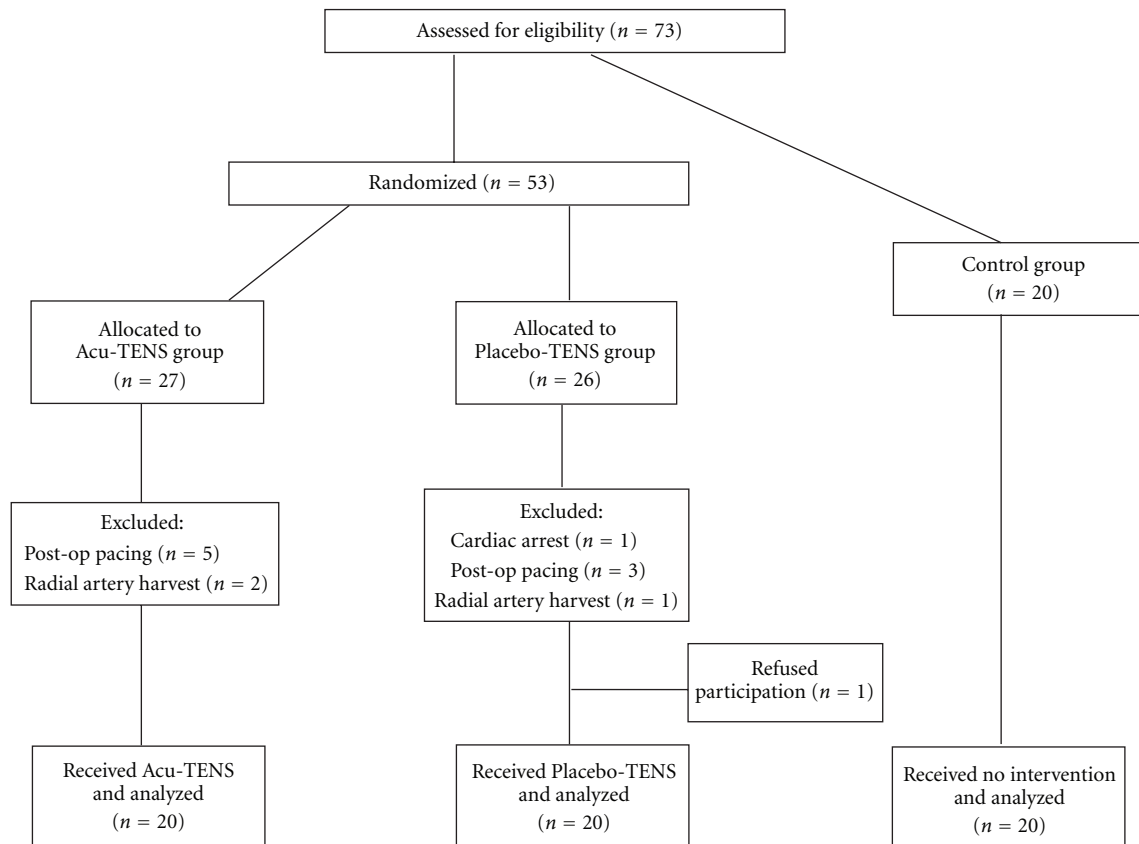 Assessed for eligibility (n = 73)
Randomized (n = 53)
Control group
(n = 20)
Allocated to
Acu-TENS group
(n = 27)
Allocated to
Placebo-TENS group
(n = 26)
Excluded:
Post-op pacing (n = 5)
Radial artery harvest (n = 2)
Excluded:
Cardiac arrest (n = 1)
Post-op pacing (n = 3)
Radial artery harvest (n = 1)
Refused
participation (n = 1)
Received Acu-TENS
and analyzed
(n = 20)
Received Placebo-TENS
and analyzed
(n = 20)
Received no intervention
and analyzed
(n = 20)